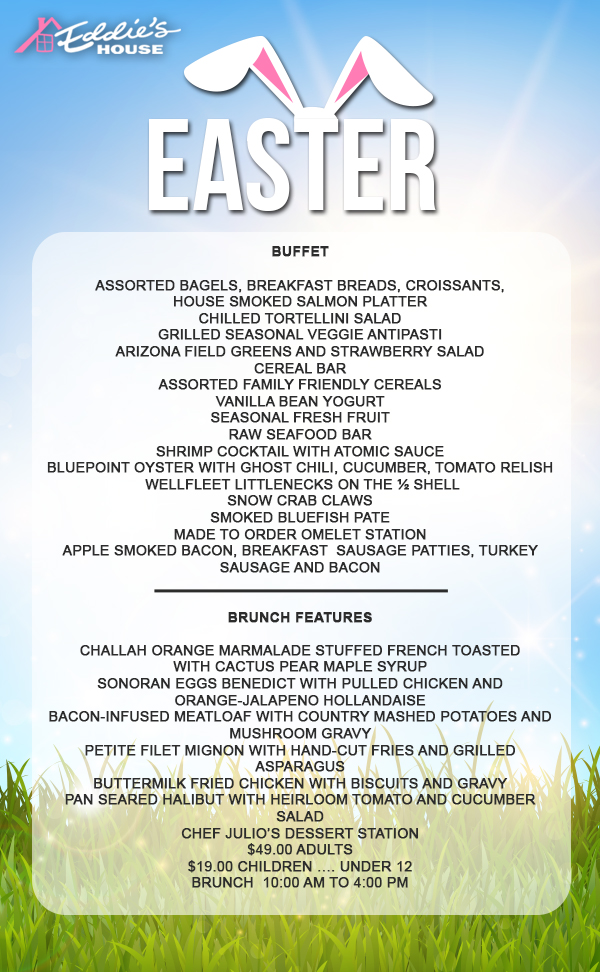 Eddie's
HOUSE
EASTER
BUFFET
ASSORTED BAGELS, BREAKFAST BREADS, CROISSANTS,
HOUSE SMOKED SALMON PLATTER
CHILLED TORTELLINI SALAD
GRILLED SEASONAL VEGGIE ANTIPASTI
ARIZONA FIELD GREENS AND STRAWBERRY SALAD
CEREAL BAR
ASSORTED FAMILY FRIENDLY CEREALS
VANILLA BEAN YOGURT
SEASONAL FRESH FRUIT
RAW SEAFOOD BAR
SHRIMP COCKTAIL WITH ATOMIC SAUCE
BLUEPOINT OYSTER WITH GHOST CHILI, CUCUMBER, TOMATO RELISH
WELLFLEET LITTLENECKS ON THE ½ SHELL
SNOW CRAB CLAWS
SMOKED BLUEFISH PATE
MADE TO ORDER OMELET STATION
APPLE SMOKED BACON, BREAKFAST  SAUSAGE PATTIES, TURKEY
SAUSAGE AND BACON
BRUNCH FEATURES
CHALLAH ORANGE MARMALADE STUFFED FRENCH TOASTED
WITH CACTUS PEAR MAPLE SYRUP
SONORAN EGGS BENEDICT WITH PULLED CHICKEN AND
ORANGE-JALAPENO HOLLANDAISE
BACON-INFUSED MEATLOAF WITH COUNTRY MASHED POTATOES AND
MUSHROOM GRAVY
PETITE FILET MIGNON WITH HAND-CUT FRIES AND GRILLED
ASPARAGUS
BUTTERMILK FRIED CHICKEN WITH BISCUITS AND GRAVY
PAN SEARED HALIBUT WITH HEIRLOOM TOMATO AND CUCUMBER
SALAD
CHEF JULIO'S DESSERT STATION
$49.00 ADULTS
$19.00 CHILDREN .... UNDER 12
BRUNCH  10:00 AM TO 4:00 PM